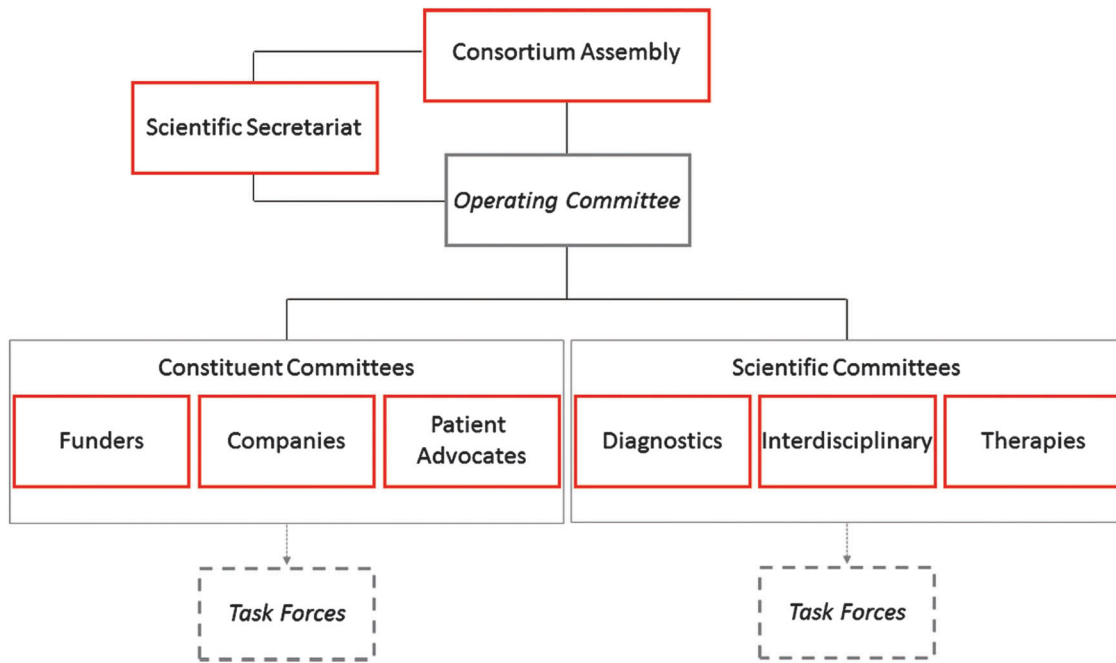 Consortium Assembly
Scientific Secretariat
Operating Committee
Constituent Committees
Funders
Companies
Patient
Advocates
Scientific Committees
Diagnostics
Interdisciplinary
Therapies
Task Forces
Task Forces